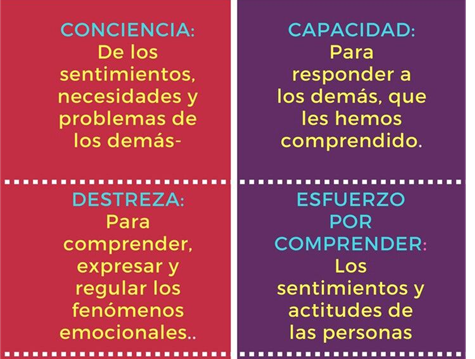 CONCIENCIA:
De los
sentimientos,
necesidades y
problemas de
los demás-
CAPACIDAD:
Para
responder a
los demás, que
les hemos
comprendido.
DESTREZA:
Para
comprender,
expresar y
regular los
fenómenos
emocionales..
ESFUERZO
POR
COMPRENDER:
Los
sentimientos y
actitudes de
las personas